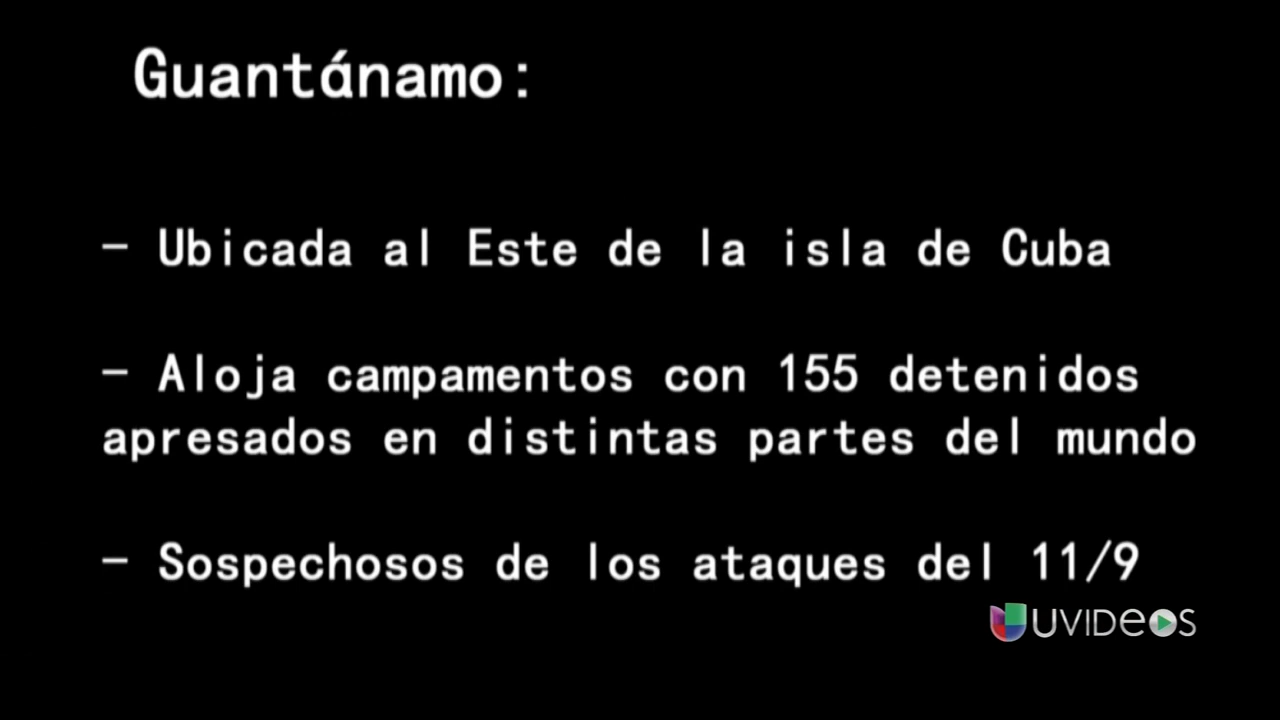 Guantánamo:
- Ubicada al Este de la isla de Cuba
- Aloja campamentos con 155 detenidos
apresados en distintas partes del mundo
- Sospechosos de los ataques del 11/9
UVIDEOS